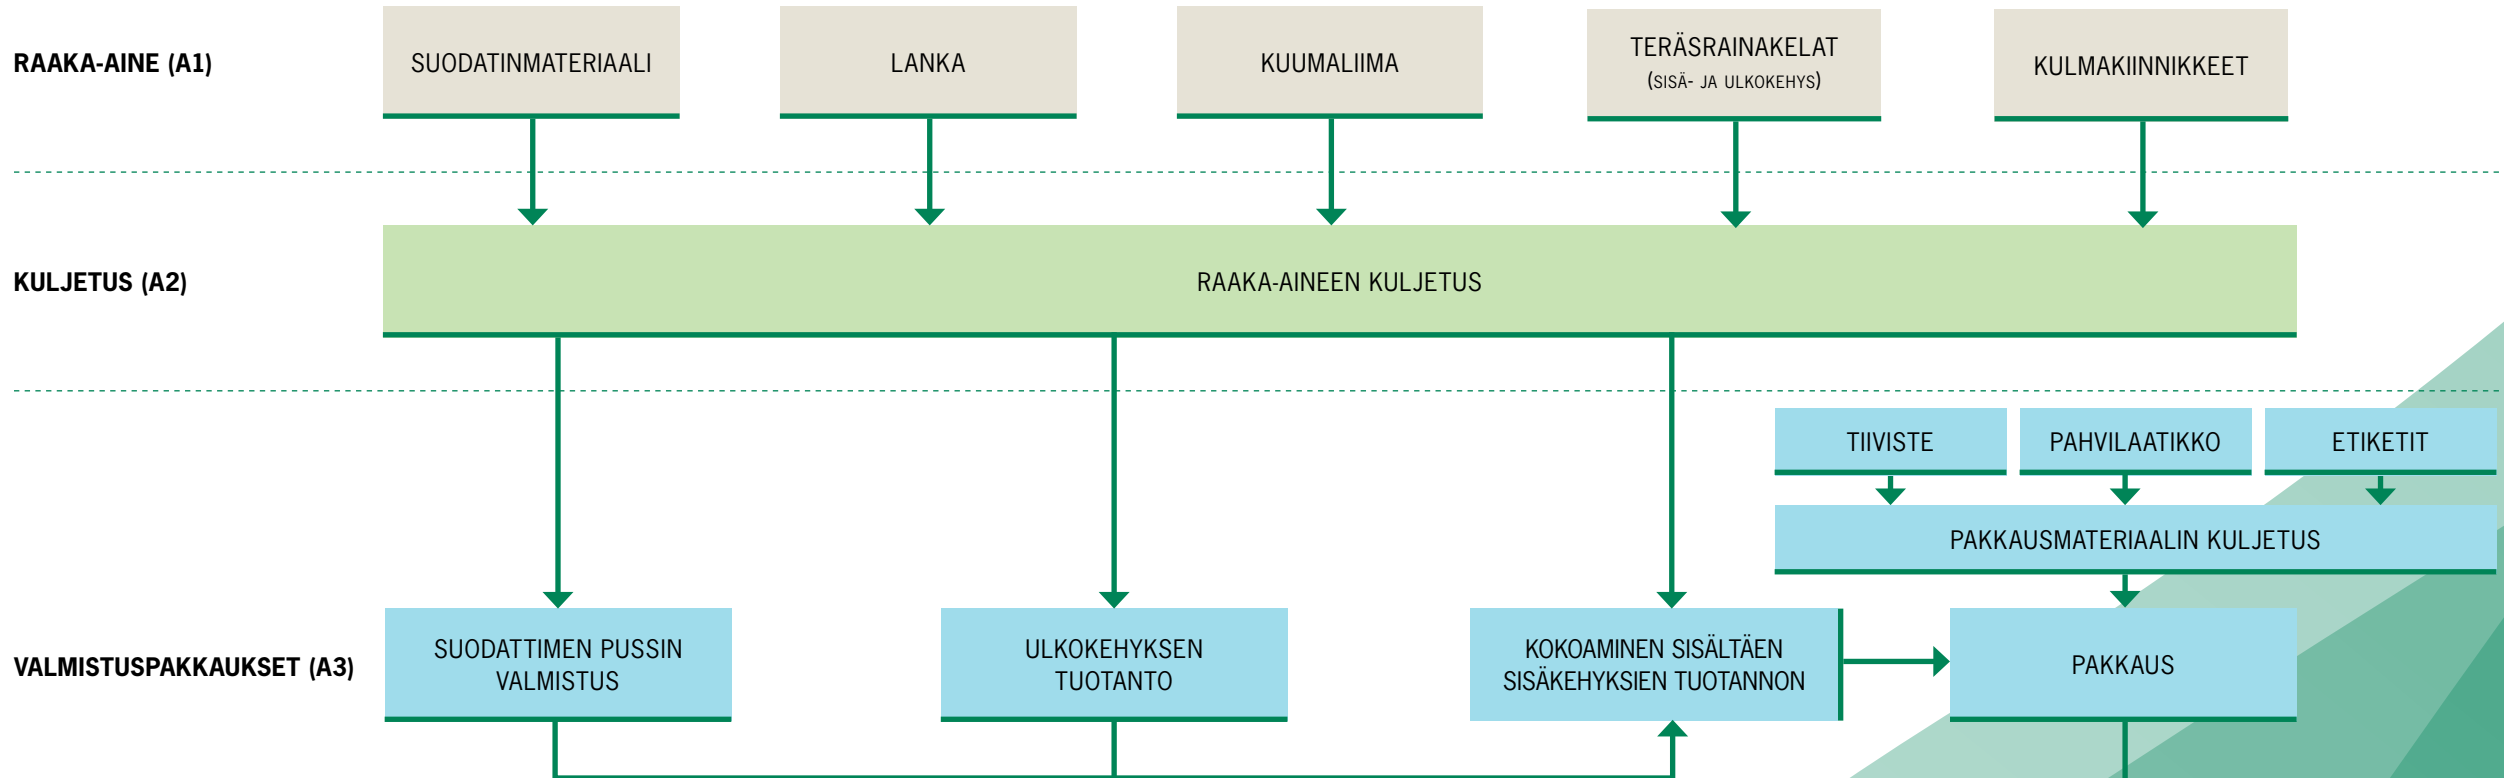 RAAKA-AINE (A1)
SUODATINMATERIAALI
LANKA
KUUMALIIMA
TERÄSRAINAKELAT
(SISÄ- JA ULKOKEHYS)
KULMAKIINNIKKEET
KULJETUS (A2)
RAAKA-AINEEN KULJETUS
TIIVISTE
PAHVILAATIKKO
ETIKETIT
PAKKAUSMATERIAALIN KULJETUS
VALMISTUSPAKKAUKSET (A3)
SUODATTIMEN PUSSIN
VALMISTUS
ULKOKEHYKSEN
TUOTANTO
KOKOAMINEN SISÄLTÄEN
SISÄKEHYKSIEN TUOTANNON
PAKKAUS